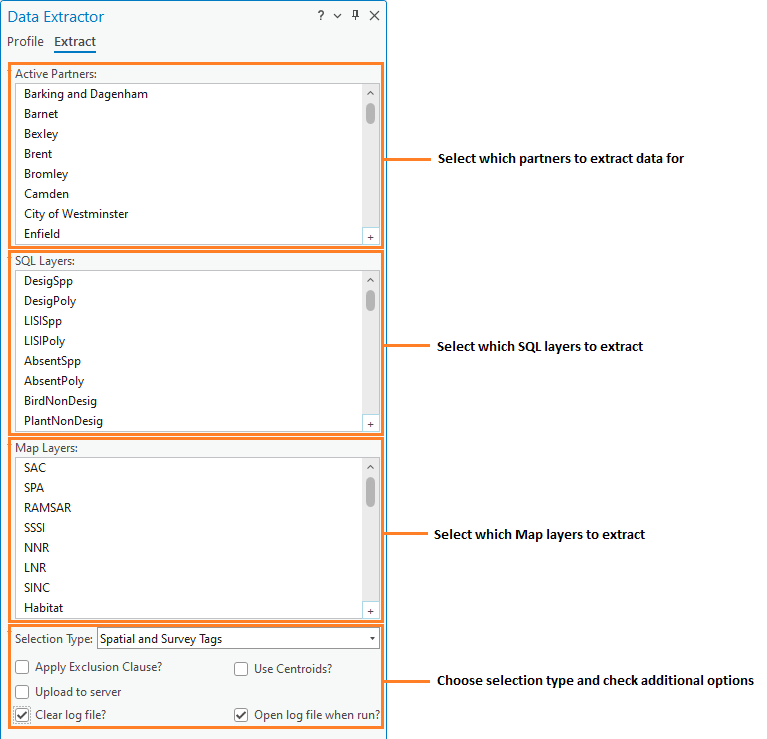 Data Extractor
?
Profile Extract
Active Partners:
Barking and Dagenham
Barnet
Bexley
Brent
Bromley
Camden
City of Westminster
Enfield
+
Select which partners to extract data for
SQL Layers:
DesigSpp
DesigPoly
LISISpp
LISIPoly
AbsentSpp
AbsentPoly
BirdNonDesig
PlantNonDesig
+
Select which SQL layers to extract
Map Layers:
SAC
SPA
RAMSAR
SSSI
NNR
LNR
SINC
Habitat
+
Select which Map layers to extract
Selection Type: Spatial and Survey Tags
Apply Exclusion Clause? Use Centroids?
Upload to server
Clear log file? Open log file when run?
Choose selection type and check additional options